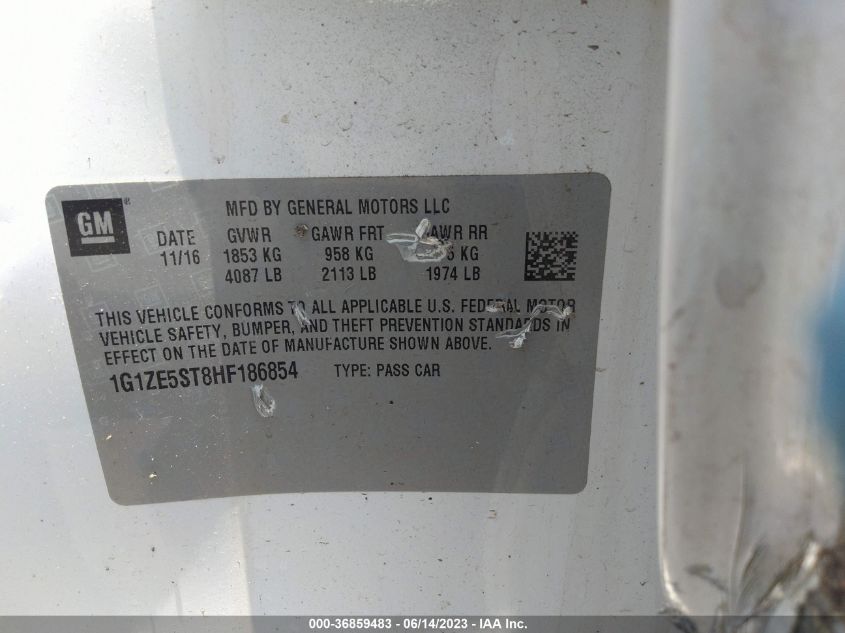 GM
MFD BY GENERAL MOTORS LLC
DATE GVWR GAWR FRT RR
11/16 1853 KG 958 KG KG
4087 LB 2113 LB 1974 LB
THIS VEHICLE CONFORMS TO ALL APPLICABLE U.S. FEDERAL MOTOR
VEHICLE SAFETY, BUMPER, AND THEFT PREVENTION STANDARDS IN
EFFECT ON THE DATE OF MANUFACTURE SHOWN ABOVE.
1G1ZE5ST8HF186854 TYPE: PASS CAR
000-36859483 - 06/14/2023 - IAA Inc.